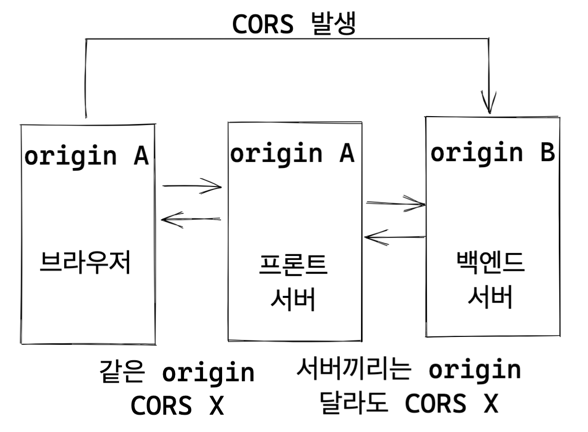 CORS 발생
origin A
origin A
origin B
브라우저
프론트
서버
백엔드
서버
같은 origin
CORS X
서버끼리는 origin
달라도 CORS X